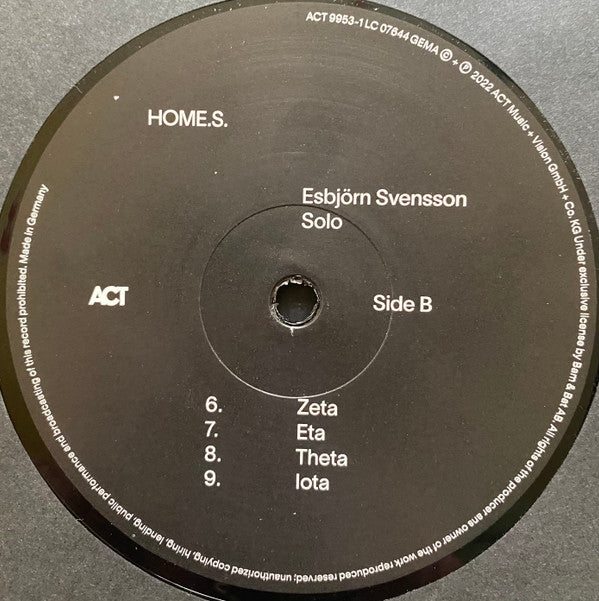 ACT 9953-1 LC 07644 GEMA © + ℗ 2022 ACT Music + Vision GmbH + Co. KG Under exclusive license by Bam & Bat AB All rights of the producer ans owner of the work reproduced reserved; unauthorized copying, hiring, lending, public performance and broadcasting of this record prohibited. Made in Germany
HOME.S.
Esbjörn Svensson
Solo
ACT
Side B
6. Zeta
7. Eta
8. Theta
9. Iota